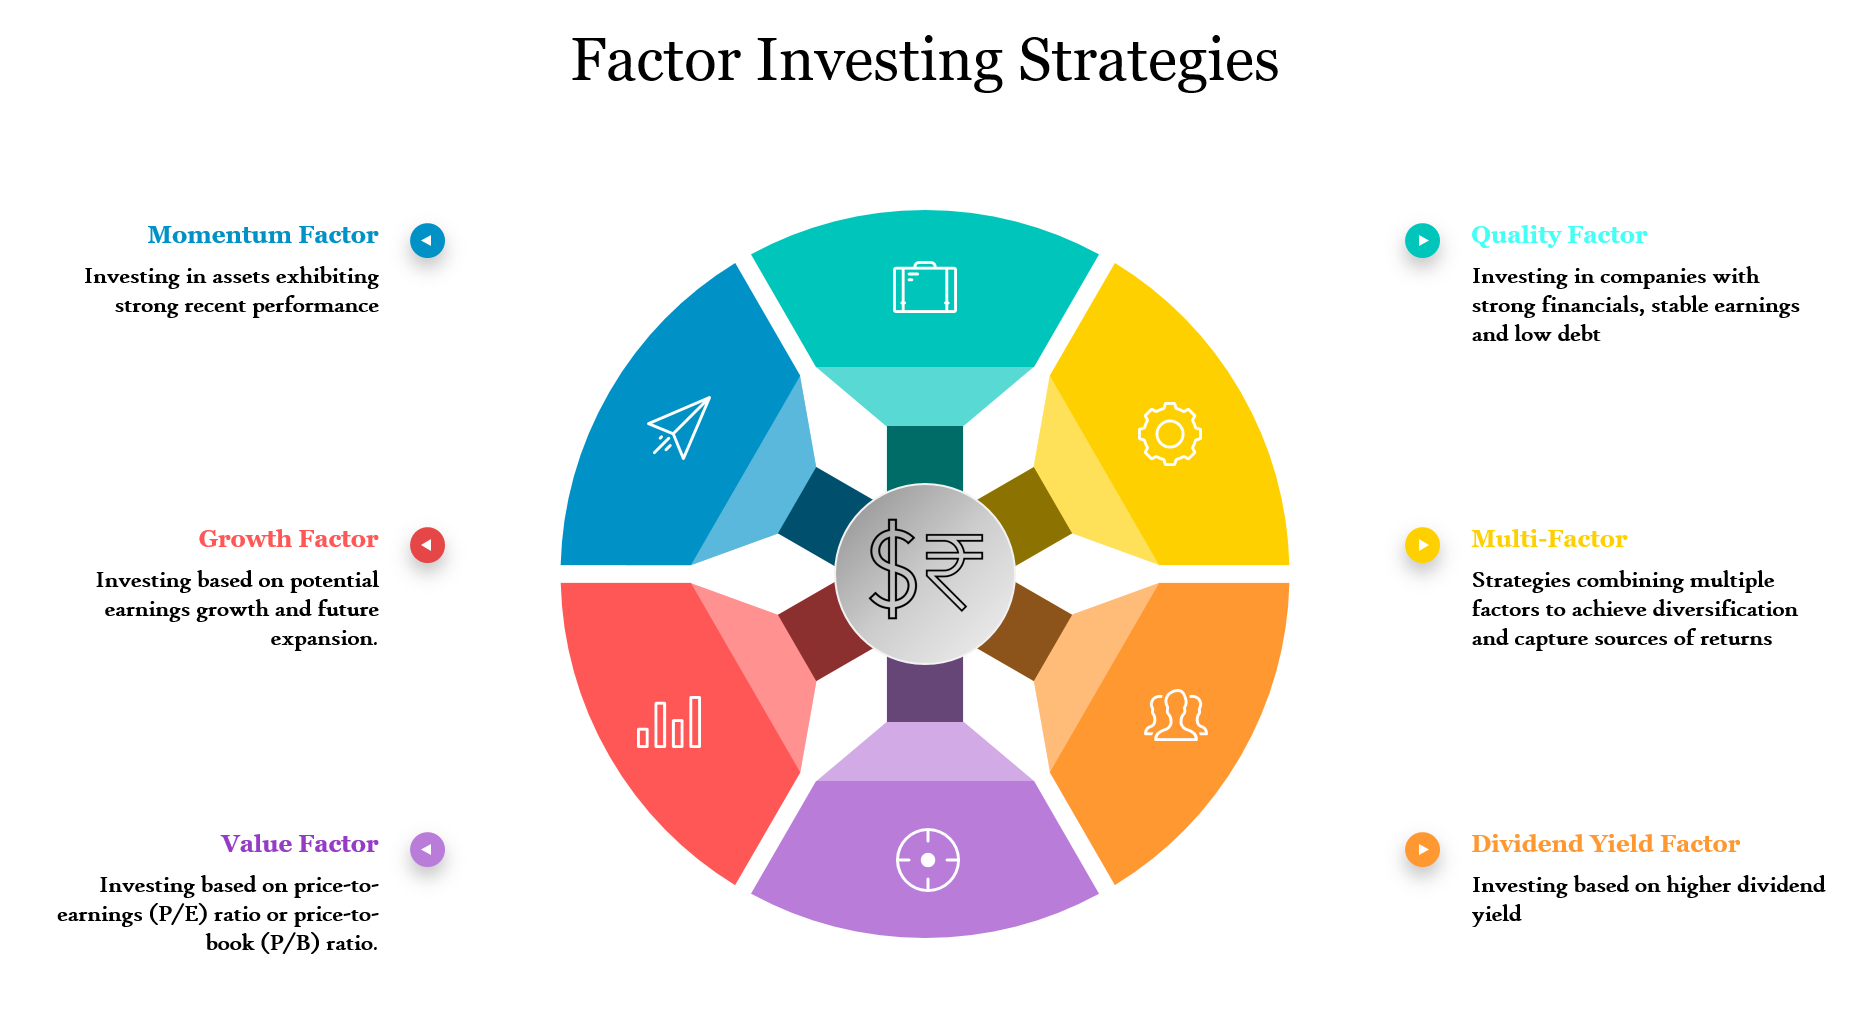 Factor Investing Strategies
Momentum Factor
Investing in assets exhibiting
strong recent performance
Growth Factor
Investing based on potential
earnings growth and future
expansion.
Value Factor
Investing based on price-to-
earnings (P/E) ratio or price-to-
book (P/B) ratio.
$₹
Quality Factor
Investing in companies with
strong financials, stable earnings
and low debt
Multi-Factor
Strategies combining multiple
factors to achieve diversification
and capture sources of returns
Dividend Yield Factor
Investing based on higher dividend
yield